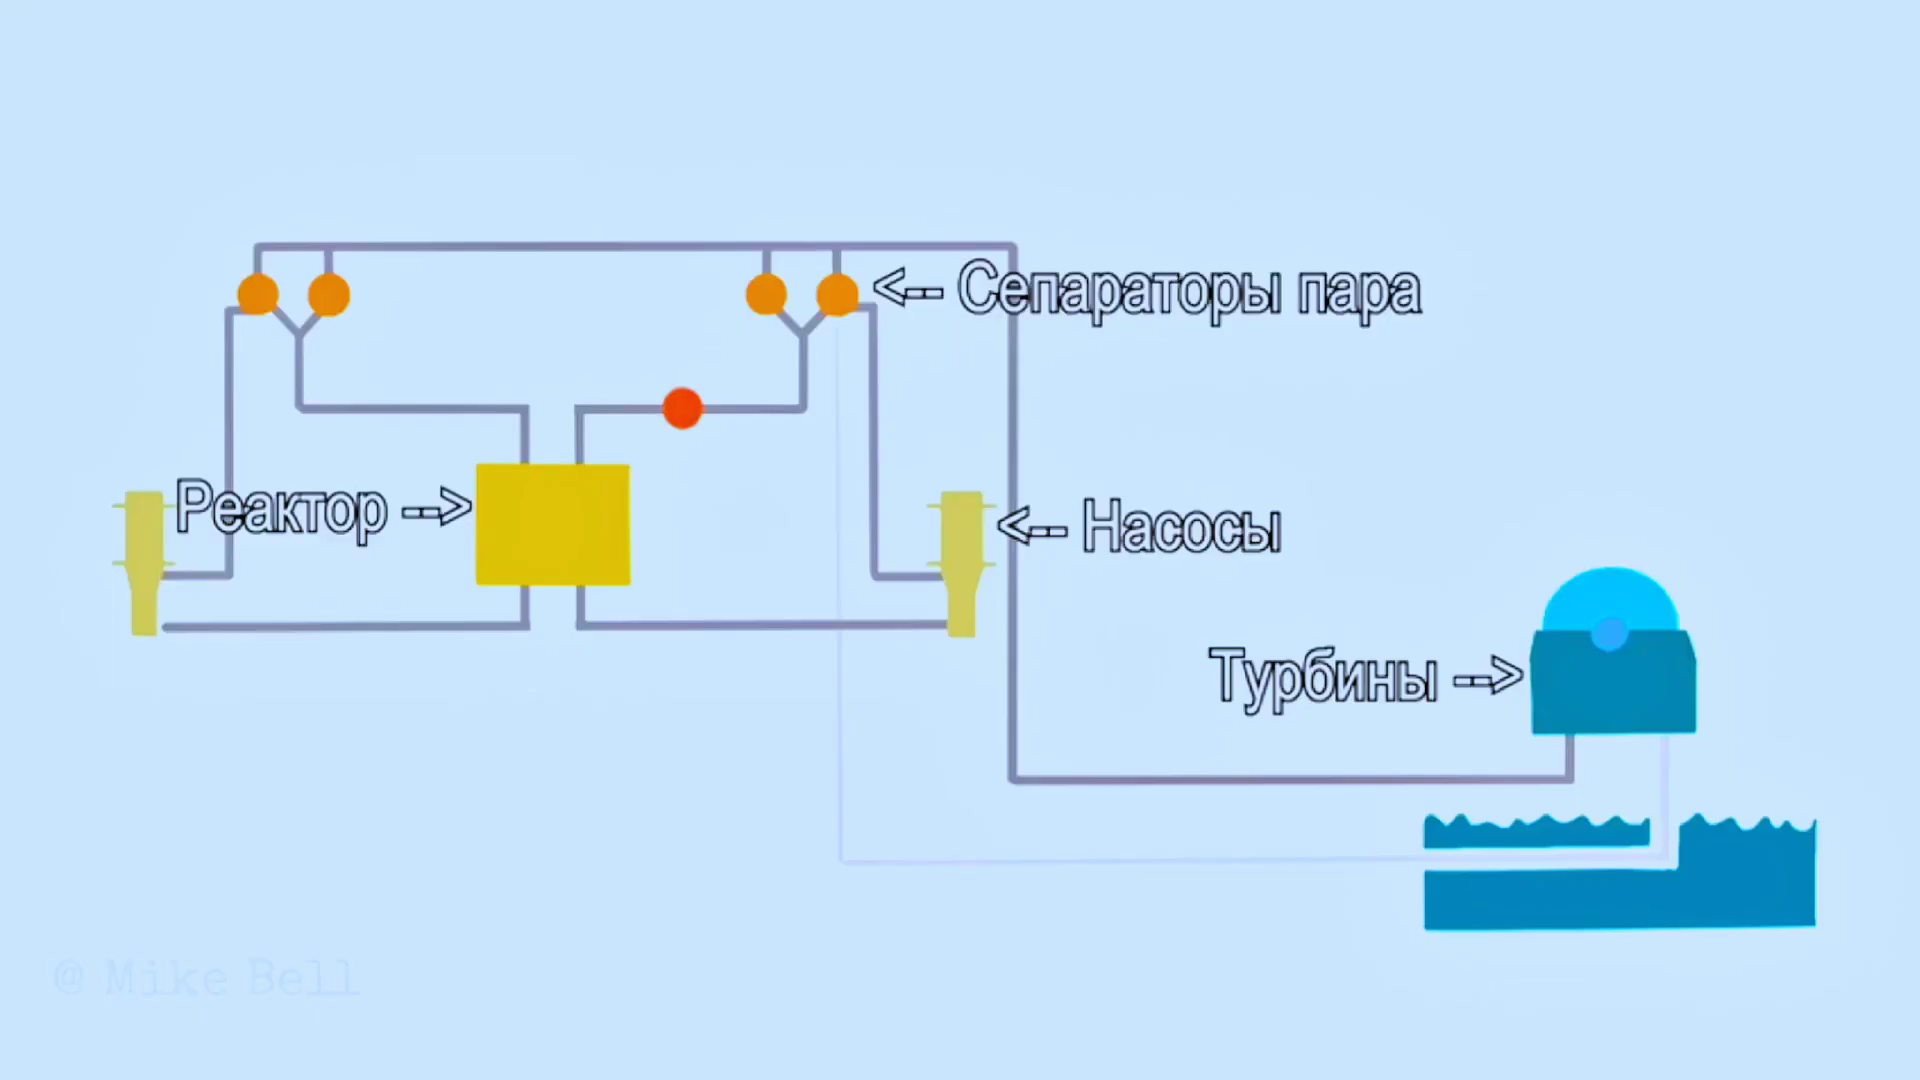 <-- Сепараторы пара
Реактор -->
<-- Насосы
Турбины -->
@ Mike Bell